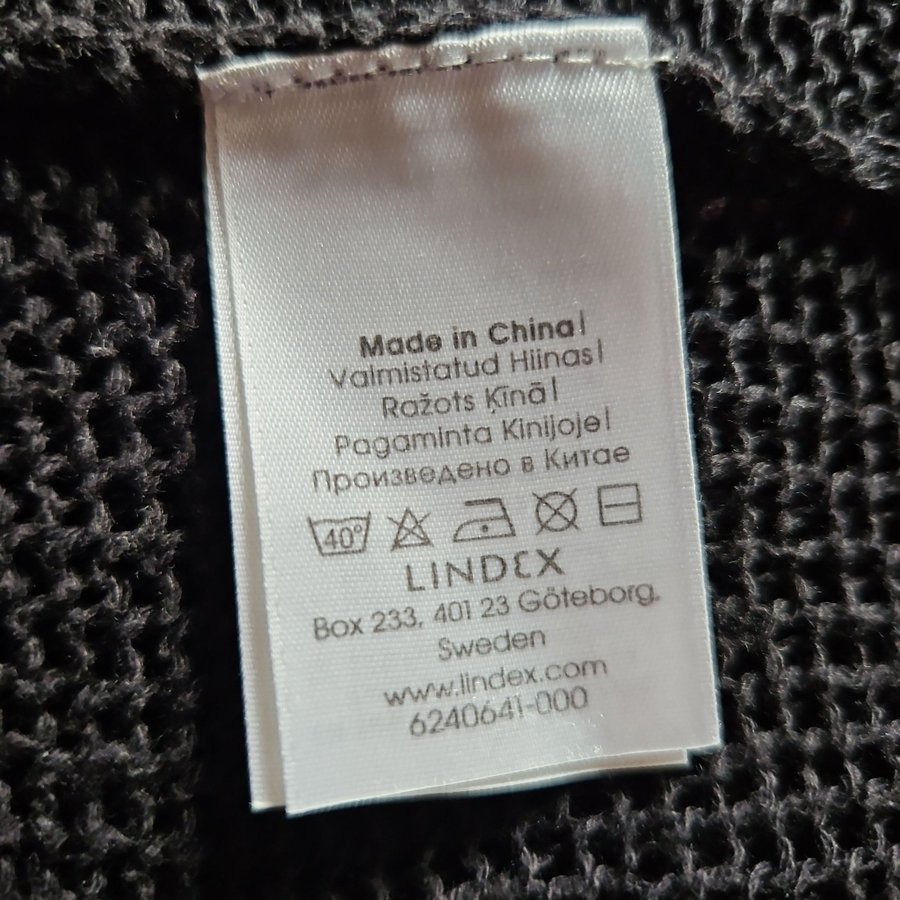 Made in China|
Valmistatud Hiinas|
Ražots Ķīnā|
Pagaminta Kinijoje|
Произведено в Китае
40°
LINDEX
Box 233, 401 23 Göteborg,
Sweden
www.lindex.com
6240641-000